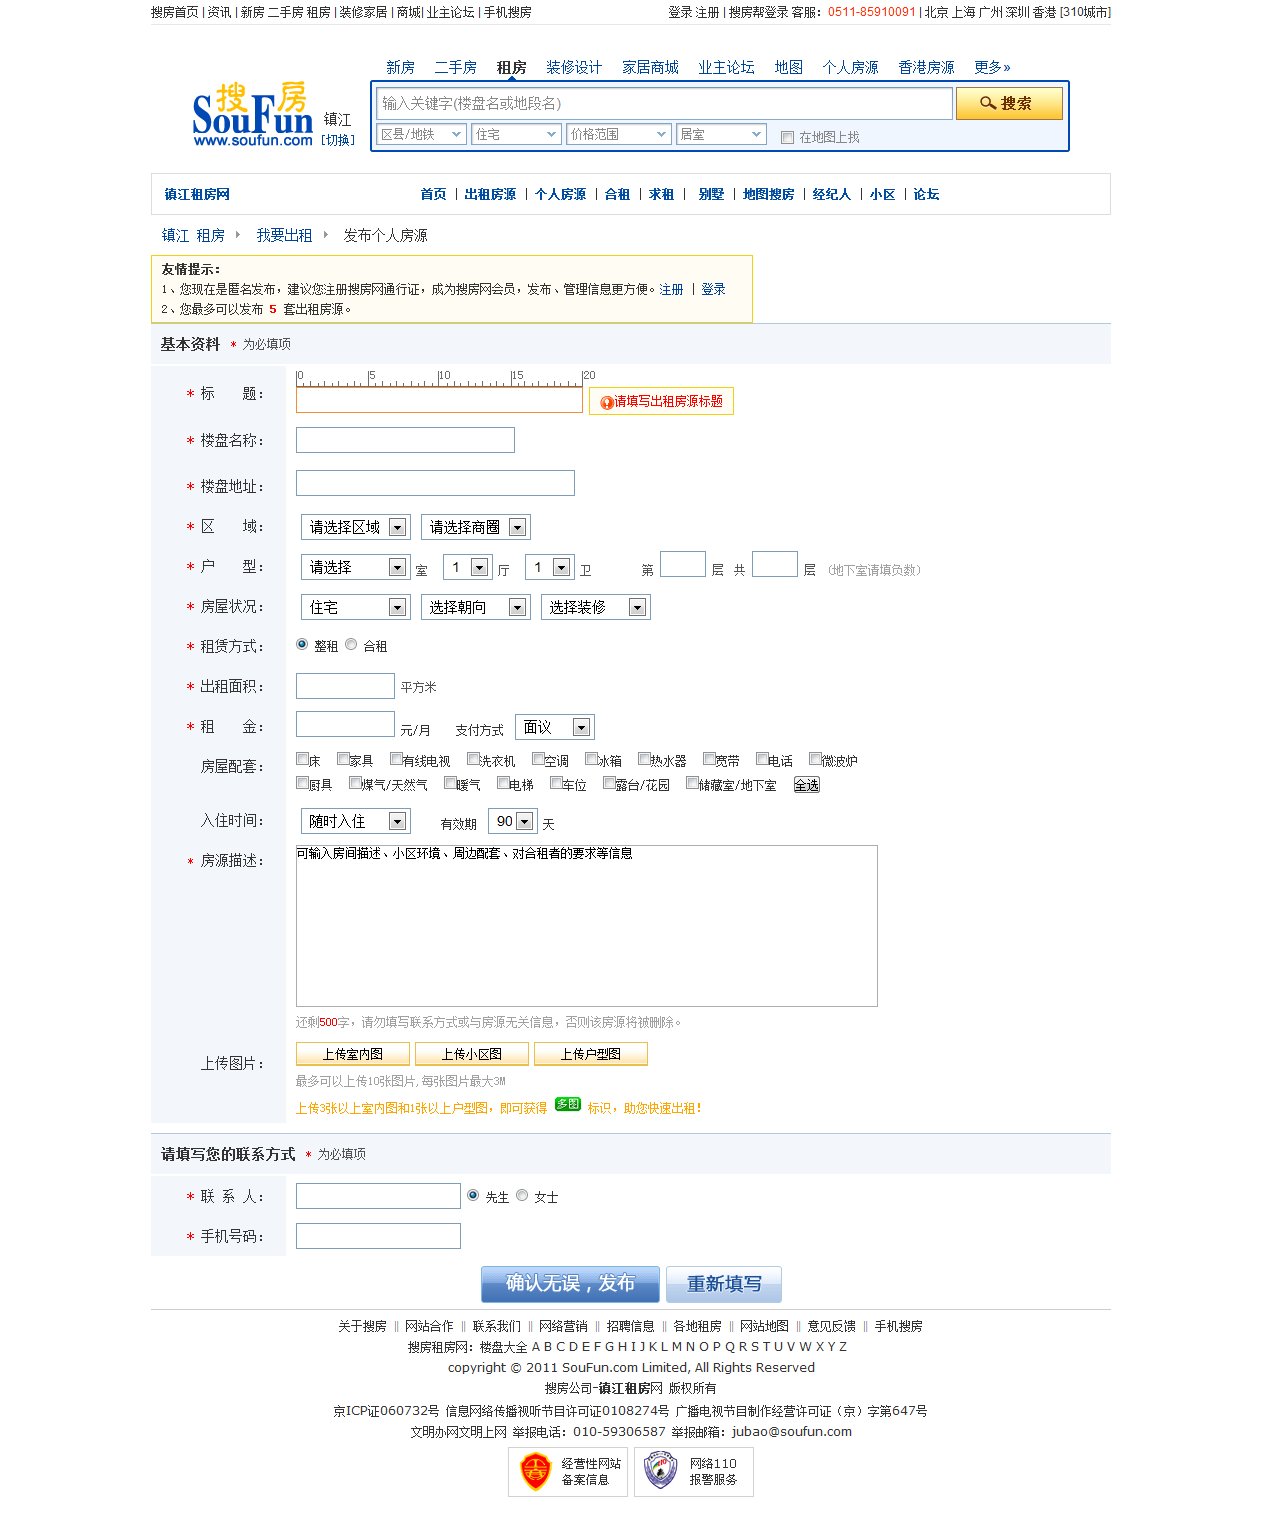 搜房首页 | 资讯 | 新房 二手房 租房 | 装修家居 | 商城 | 业主论坛 | 手机搜房
登录 注册 | 搜房帮登录 客服：0511-85910091 | 北京 上海 广州 深圳 香港 [310城市]
新房 二手房 租房 装修设计 家居商城 业主论坛 地图 个人房源 香港房源 更多»
搜房 SouFun www.soufun.com
镇江
[切换]
输入关键字(楼盘名或地段名)
搜索
区县/地铁 住宅 价格范围 居室 在地图上找
镇江租房网 首页 | 出租房源 | 个人房源 | 合租 | 求租 | 别墅 | 地图搜房 | 经纪人 | 小区 | 论坛
镇江 租房 我要出租 发布个人房源
友情提示：
1、您现在是匿名发布，建议您注册搜房网通行证，成为搜房网会员，发布、管理信息更方便。注册 | 登录
2、您最多可以发布 5 套出租房源。
基本资料 * 为必填项
0 5 10 15 20
* 标 题： 请填写出租房源标题
* 楼盘名称：
* 楼盘地址：
* 区 域： 请选择区域 请选择商圈
* 户 型： 请选择 室 1 厅 1 卫 第 层 共 层 （地下室请填负数）
* 房屋状况： 住宅 选择朝向 选择装修
* 租赁方式： 整租 合租
* 出租面积： 平方米
* 租 金： 元/月 支付方式 面议
房屋配套： 床 家具 有线电视 洗衣机 空调 冰箱 热水器 宽带 电话 微波炉
厨具 煤气/天然气 暖气 电梯 车位 露台/花园 储藏室/地下室 全选
入住时间： 随时入住 有效期 90 天
* 房源描述： 可输入房间描述、小区环境、周边配套、对合租者的要求等信息
还剩500字，请勿填写联系方式或与房源无关信息，否则该房源将被删除。
上传图片： 上传室内图 上传小区图 上传户型图
最多可以上传10张图片,每张图片最大3M
上传3张以上室内图和1张以上户型图，即可获得 多图 标识，助您快速出租！
请填写您的联系方式 * 为必填项
* 联 系 人： 先生 女士
* 手机号码：
确认无误，发布 重新填写
关于搜房 || 网站合作 || 联系我们 || 网络营销 || 招聘信息 || 各地租房 || 网站地图 || 意见反馈 || 手机搜房
搜房租房网：楼盘大全 A B C D E F G H I J K L M N O P Q R S T U V W X Y Z
copyright © 2011 SouFun.com Limited, All Rights Reserved
搜房公司-镇江租房网 版权所有
京ICP证060732号 信息网络传播视听节目许可证0108274号 广播电视节目制作经营许可证（京）字第647号
文明办网文明上网 举报电话：010-59306587 举报邮箱：jubao@soufun.com
经营性网站 网络110
备案信息 报警服务